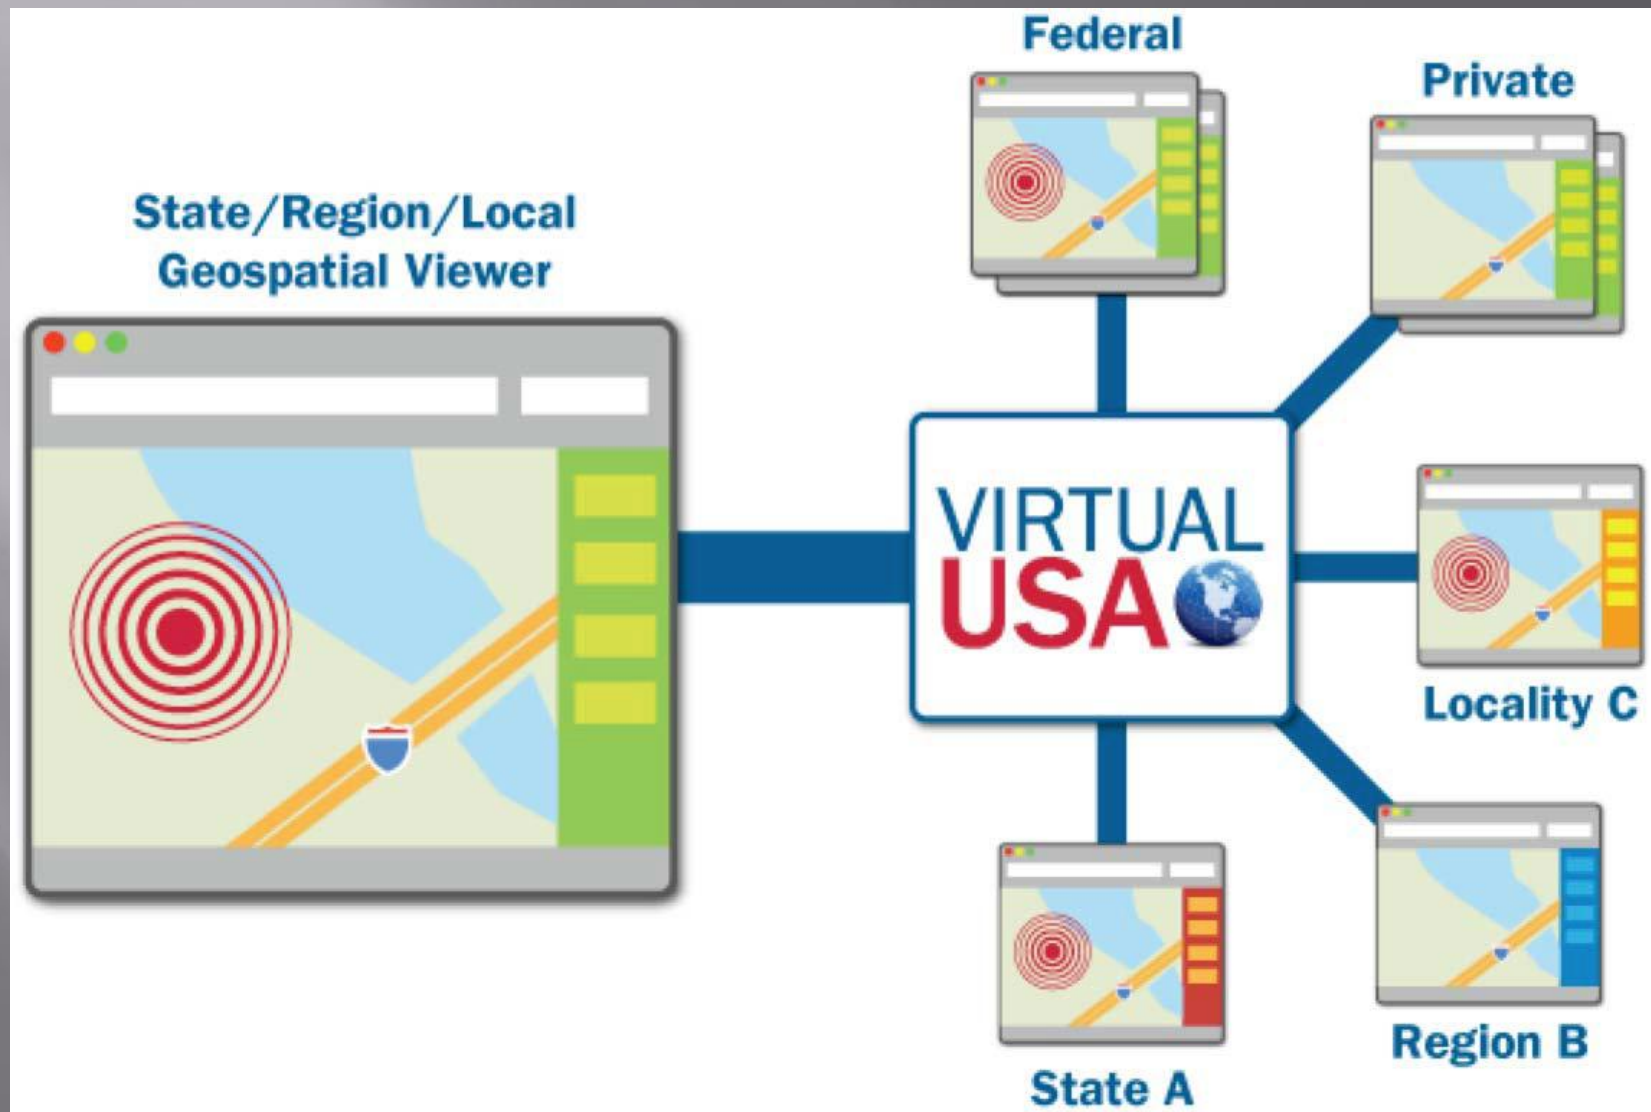 Federal
Private
State/Region/Local
Geospatial Viewer
VIRTUAL
USA
Locality C
Region B
State A